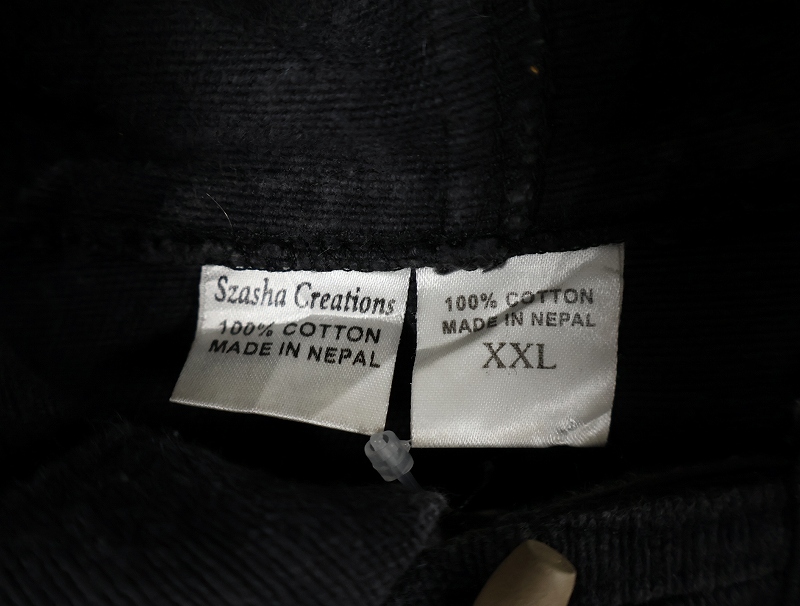 Szasha Creations
100% COTTON
MADE IN NEPAL
100% COTTON
MADE IN NEPAL
XXL